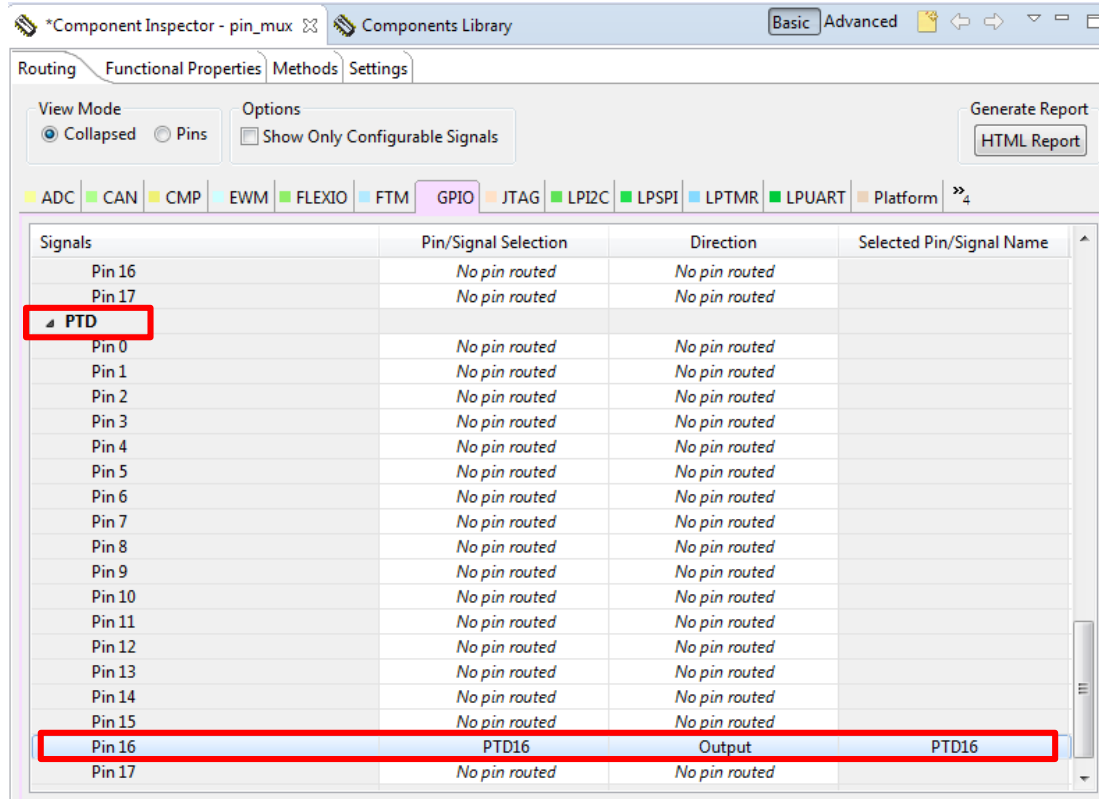 *Component Inspector - pin_mux Components Library Basic Advanced
Routing Functional Properties Methods Settings
View Mode Options Generate Report
Collapsed Pins Show Only Configurable Signals HTML Report
ADC CAN CMP EWM FLEXIO FTM GPIO JTAG LPI2C LPSPI LPTMR LPUART Platform »4
Signals Pin/Signal Selection Direction Selected Pin/Signal Name
Pin 16 No pin routed No pin routed
Pin 17 No pin routed No pin routed
PTD
Pin 0 No pin routed No pin routed
Pin 1 No pin routed No pin routed
Pin 2 No pin routed No pin routed
Pin 3 No pin routed No pin routed
Pin 4 No pin routed No pin routed
Pin 5 No pin routed No pin routed
Pin 6 No pin routed No pin routed
Pin 7 No pin routed No pin routed
Pin 8 No pin routed No pin routed
Pin 9 No pin routed No pin routed
Pin 10 No pin routed No pin routed
Pin 11 No pin routed No pin routed
Pin 12 No pin routed No pin routed
Pin 13 No pin routed No pin routed
Pin 14 No pin routed No pin routed
Pin 15 No pin routed No pin routed
Pin 16 PTD16 Output PTD16
Pin 17 No pin routed No pin routed